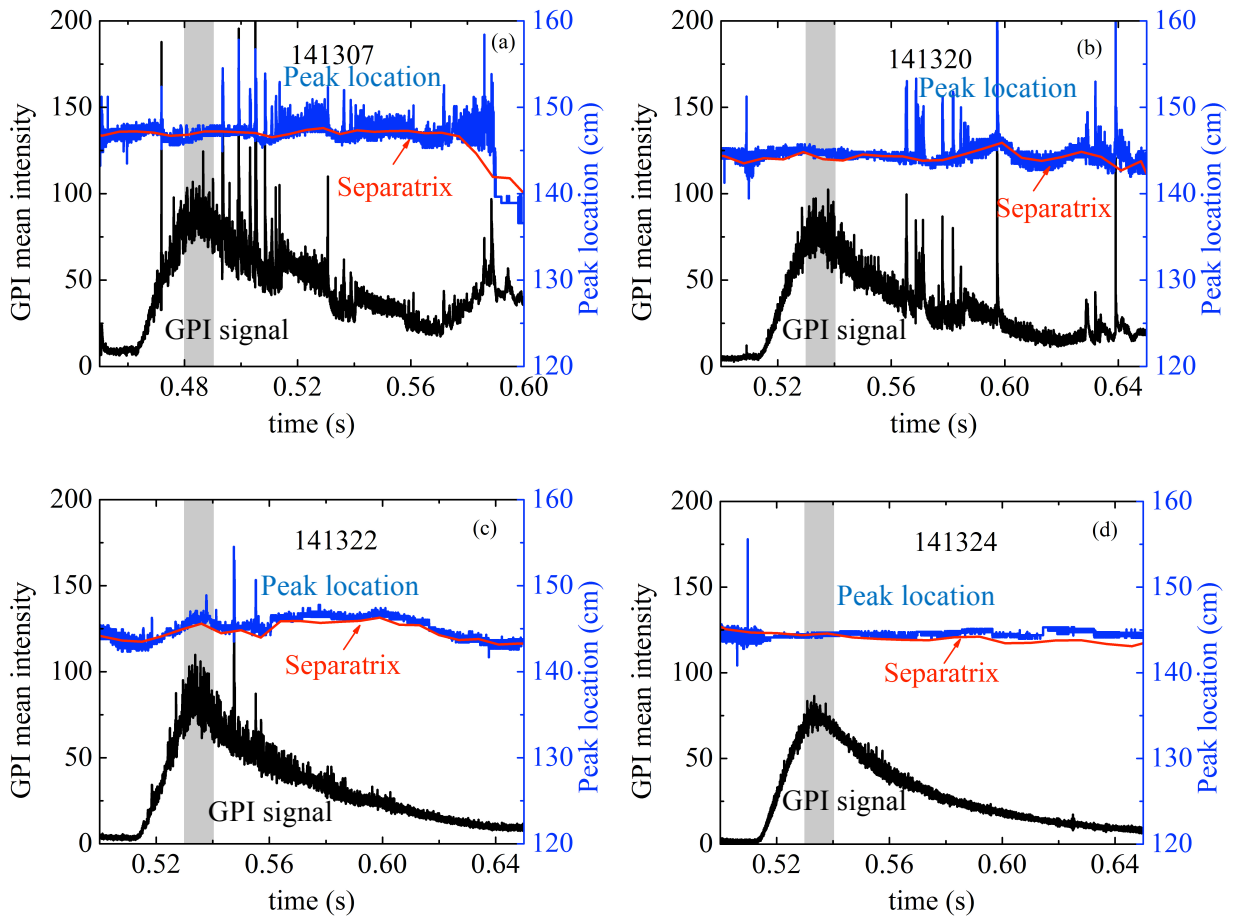 200
150
100
50
0
GPI mean intensity
(a)
141307
Peak location
Separatrix
GPI signal
160
150
140
130
120
Peak location (cm)
0.48 0.52 0.56 0.60
time (s)
200
150
100
50
0
GPI mean intensity
(b)
141320
Peak location
Separatrix
GPI signal
160
150
140
130
120
Peak location (cm)
0.52 0.56 0.60 0.64
time (s)
200
150
100
50
0
GPI mean intensity
(c)
141322
Peak location
Separatrix
GPI signal
160
150
140
130
120
Peak location (cm)
0.52 0.56 0.60 0.64
time (s)
200
150
100
50
0
GPI mean intensity
(d)
141324
Peak location
Separatrix
GPI signal
160
150
140
130
120
Peak location (cm)
0.52 0.56 0.60 0.64
time (s)